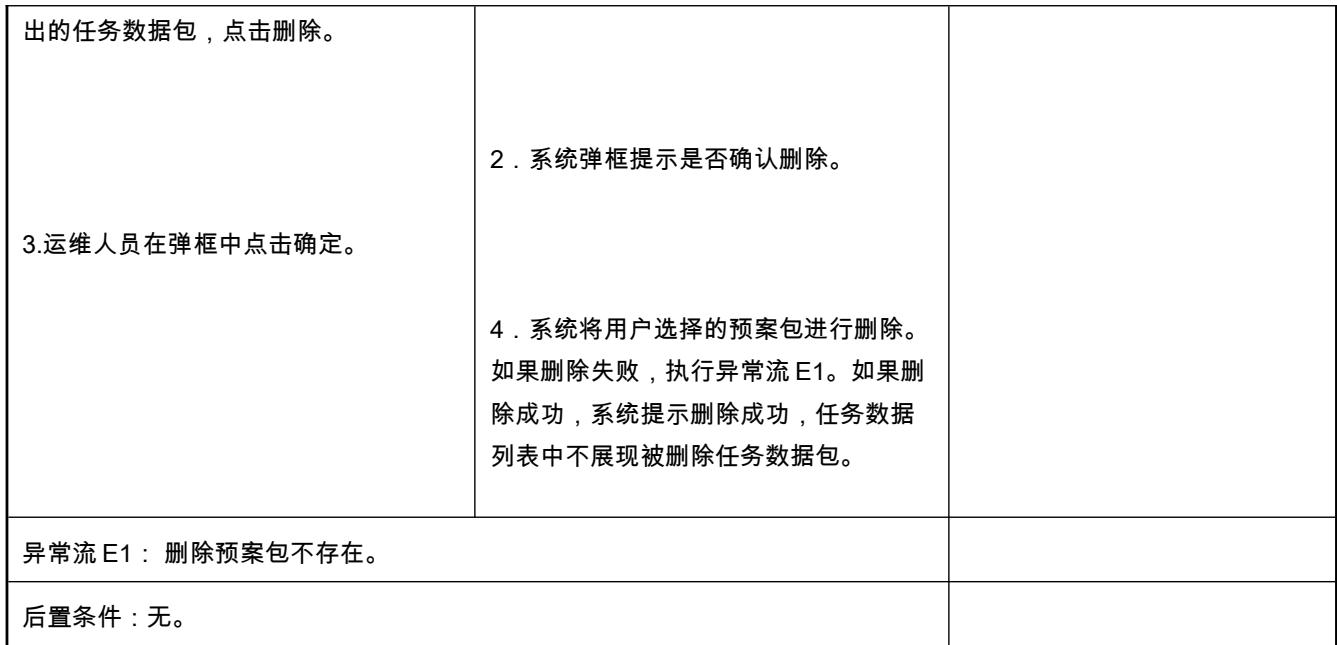 出的任务数据包，点击删除。
2．系统弹框提示是否确认删除。
3.运维人员在弹框中点击确定。
4．系统将用户选择的预案包进行删除。
如果删除失败，执行异常流 E1。如果删
除成功，系统提示删除成功，任务数据
列表中不展现被删除任务数据包。
异常流 E1： 删除预案包不存在。
后置条件：无。